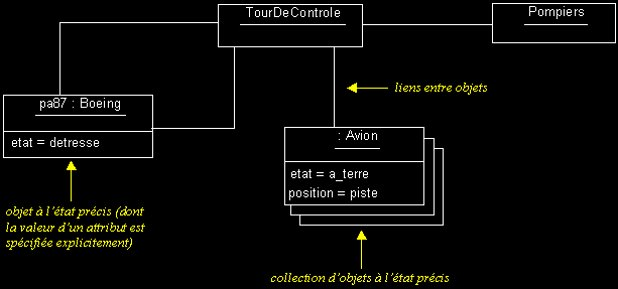 TourDeControle
Pompiers
liens entre objets
pa87 : Boeing
etat = detresse
: Avion
etat = a_terre
position = piste
objet à l'état précis (dont
la valeur d'un attribut est
spécifiée explicitement)
collection d'objets à l'état précis